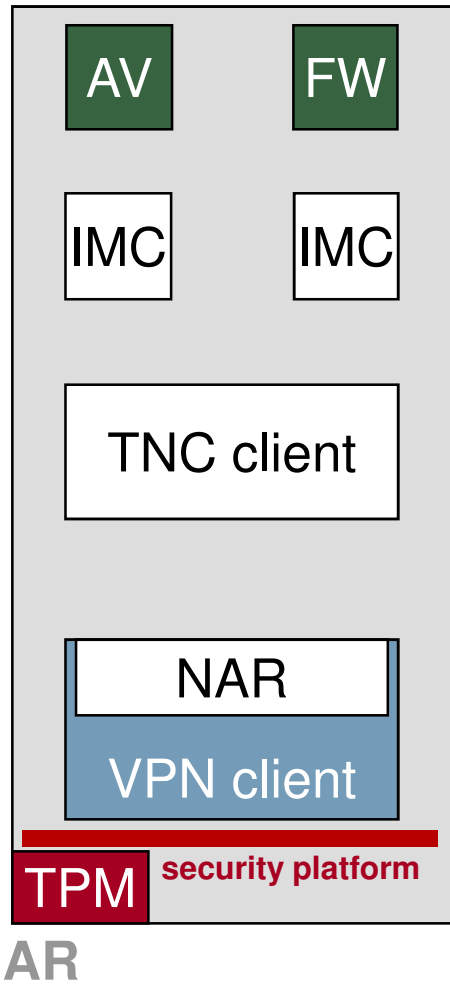 AV FW
IMC IMC
TNC client
NAR
VPN client
security platform
TPM
AR